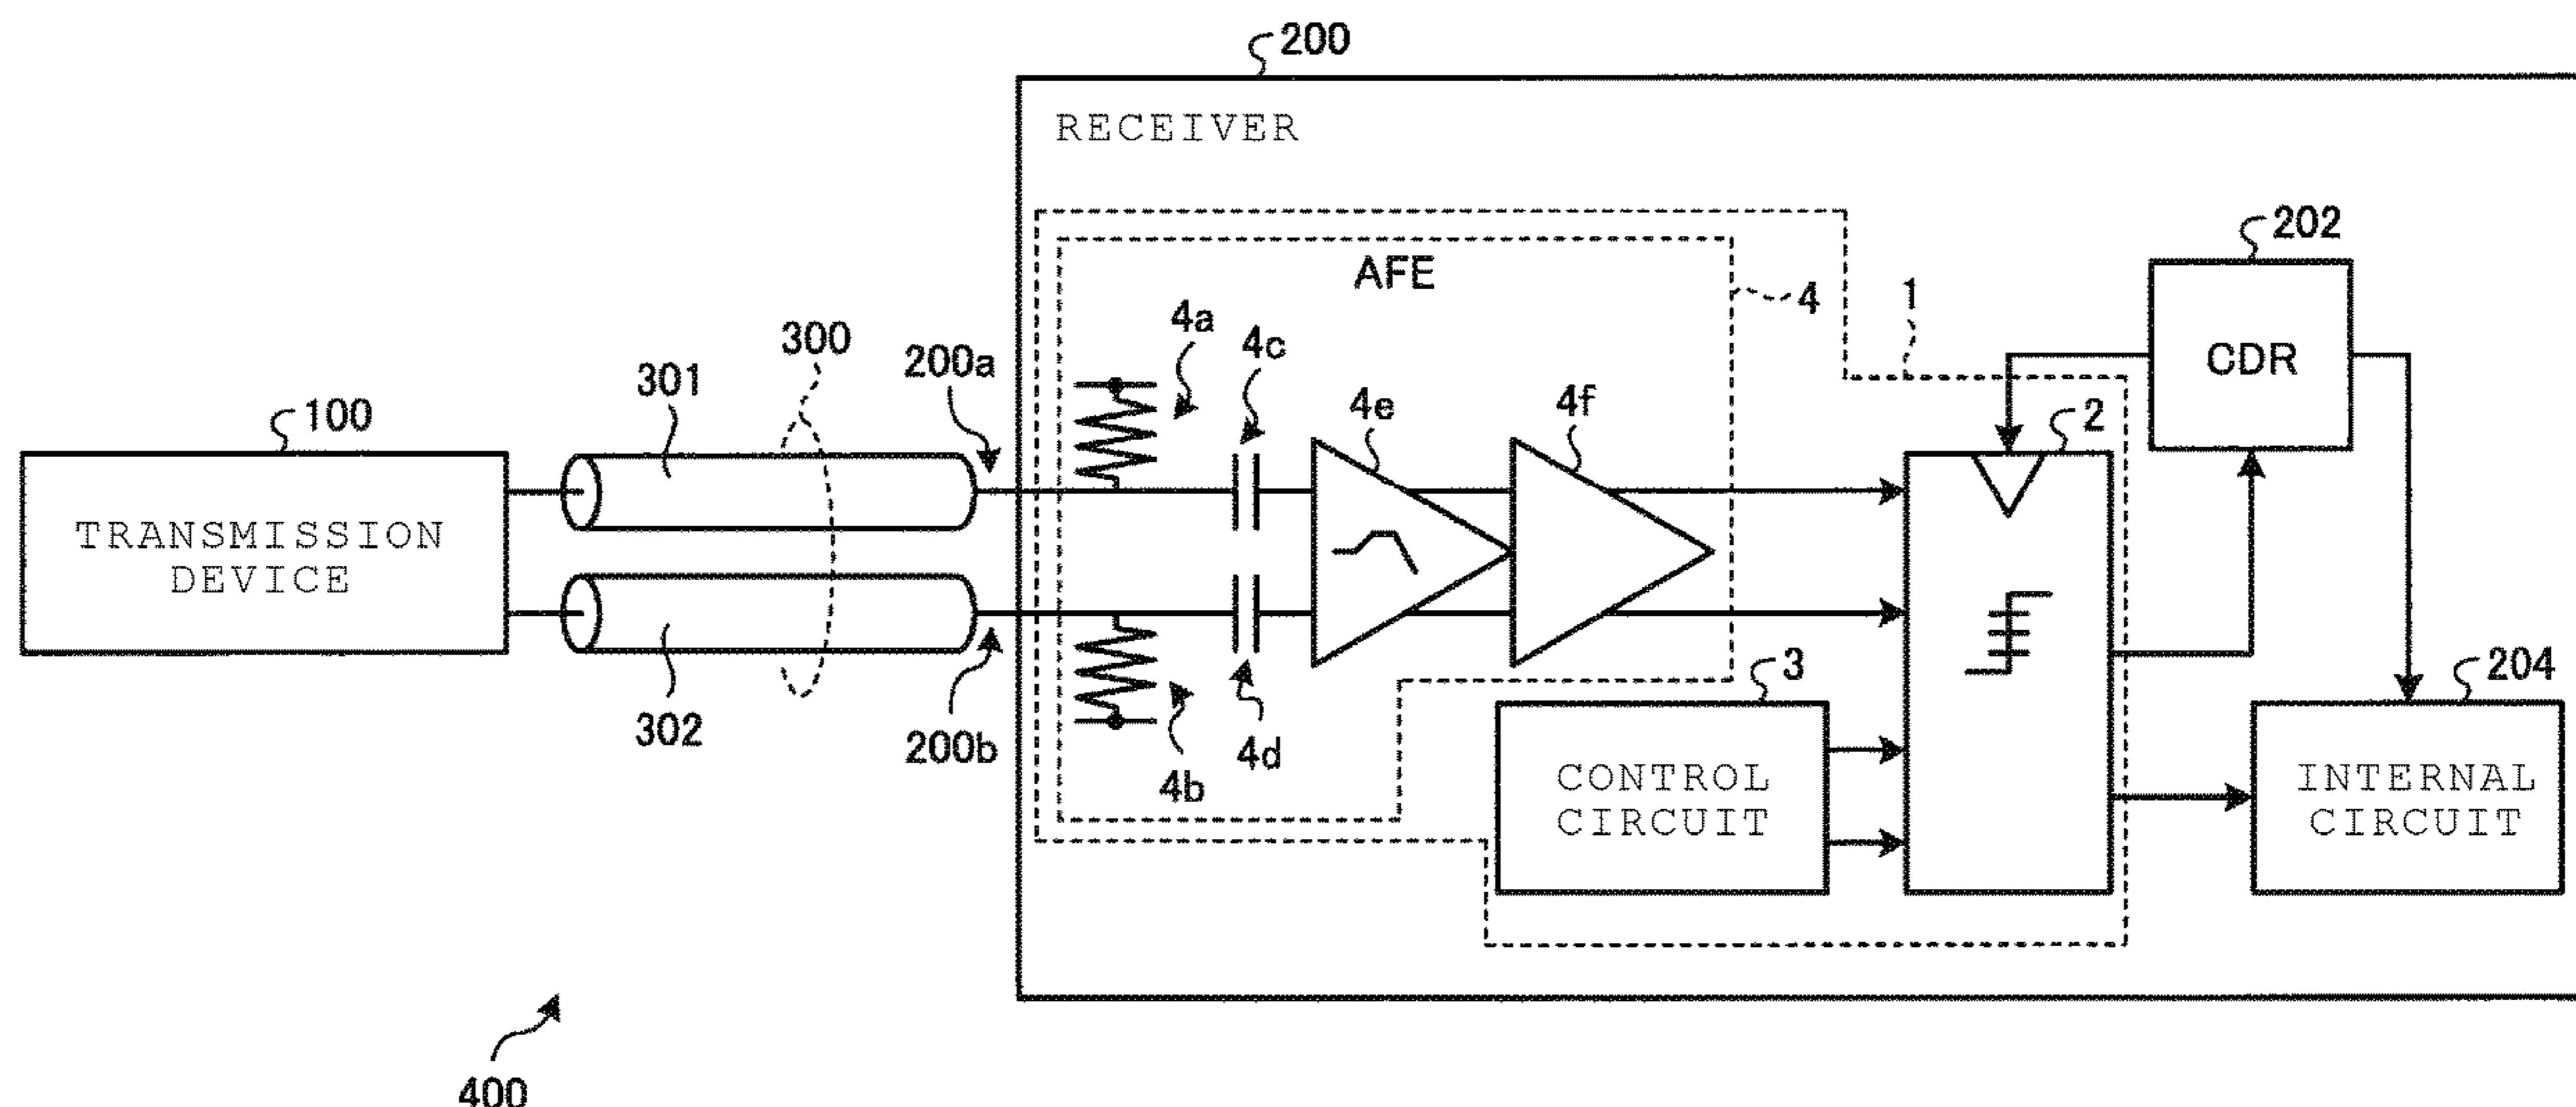 200
RECEIVER
202
AFE
4
1
CDR
300
200a
4a
4c
301
4e
4f
2
100
TRANSMISSION
DEVICE
302
200b
4b
4d
3
CONTROL
CIRCUIT
204
INTERNAL
CIRCUIT
400